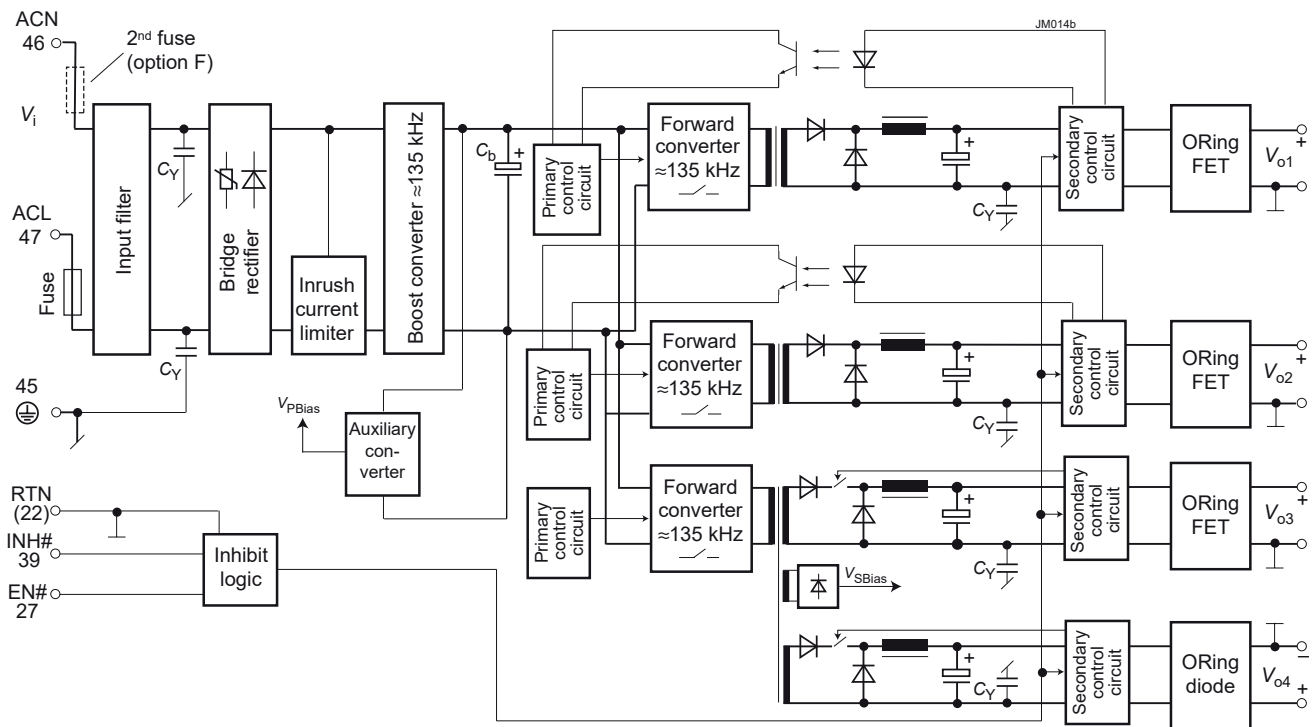 ACN
46
2nd fuse
(option F)
Vi
ACL
47
Fuse
45
Input filter
CY
CY
Bridge
rectifier
Inrush
current
limiter
Boost converter ≈135 kHz
Cb
+
VPBias
Auxiliary
con-
verter
RTN
(22)
INH#
39
EN#
27
Inhibit
logic
JM014b
Primary
control
circuit
Forward
converter
≈135 kHz
+
CY
Secondary
control
circuit
ORing
FET
+
Vo1
Primary
control
circuit
Forward
converter
≈135 kHz
+
CY
Secondary
control
circuit
ORing
FET
+
Vo2
Primary
control
circuit
Forward
converter
≈135 kHz
+
CY
Secondary
control
circuit
ORing
FET
+
Vo3
VSBias
+
CY
Secondary
control
circuit
ORing
diode
–
Vo4
+